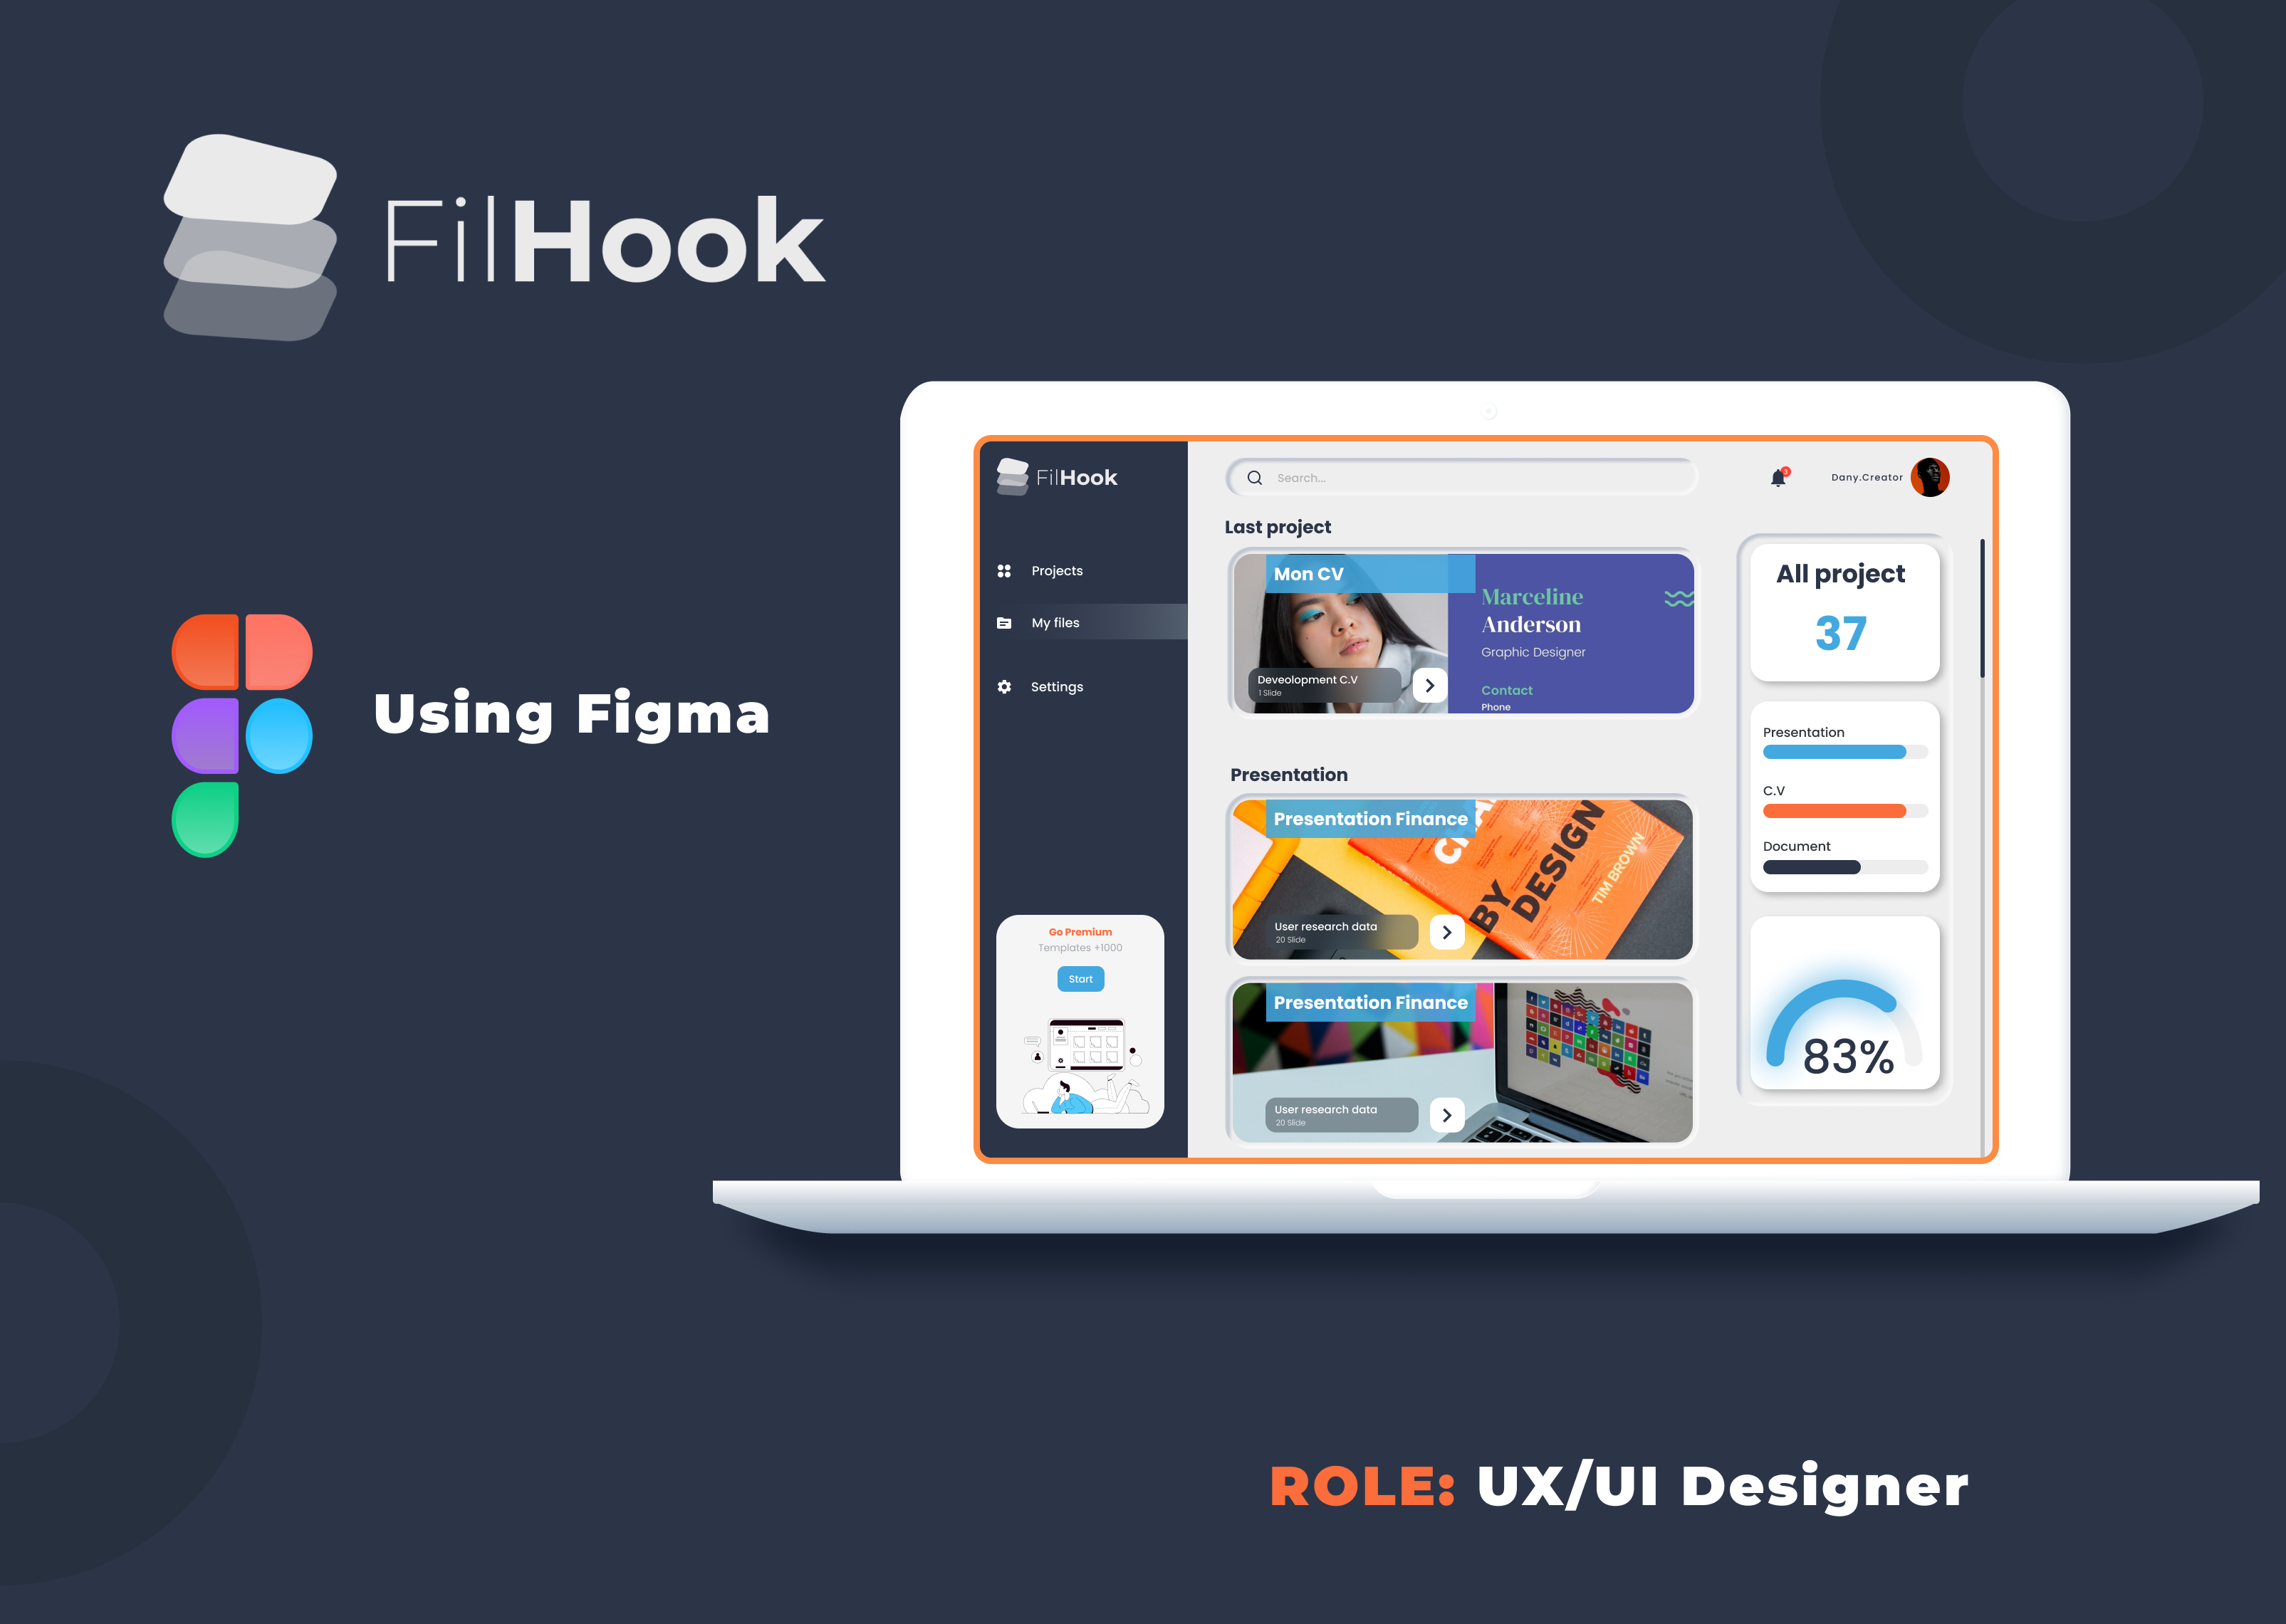 FilHook
Using Figma
FilHook
Projects
My files
Settings
Go Premium
Templates +1000
Start
Search...
3
Dany.Creator
Last project
Mon CV
Marceline
Anderson
Graphic Designer
Contact
Phone
Deveolopment C.V
1 Slide
Presentation
Presentation Finance
BY
DESIGN
TIM BROWN
User research data
20 Slide
Presentation Finance
User research data
20 Slide
All project
37
Presentation
C.V
Document
83%
ROLE: UX/UI Designer